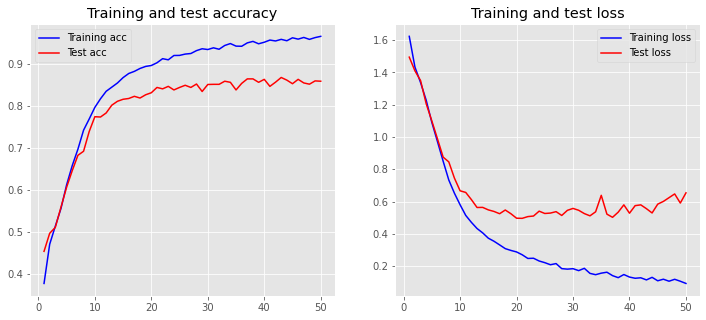 Training and test accuracy
Training acc
Test acc
0.9
0.8
0.7
0.6
0.5
0.4
0 10 20 30 40 50
Training and test loss
Training loss
Test loss
1.6
1.4
1.2
1.0
0.8
0.6
0.4
0.2
0 10 20 30 40 50